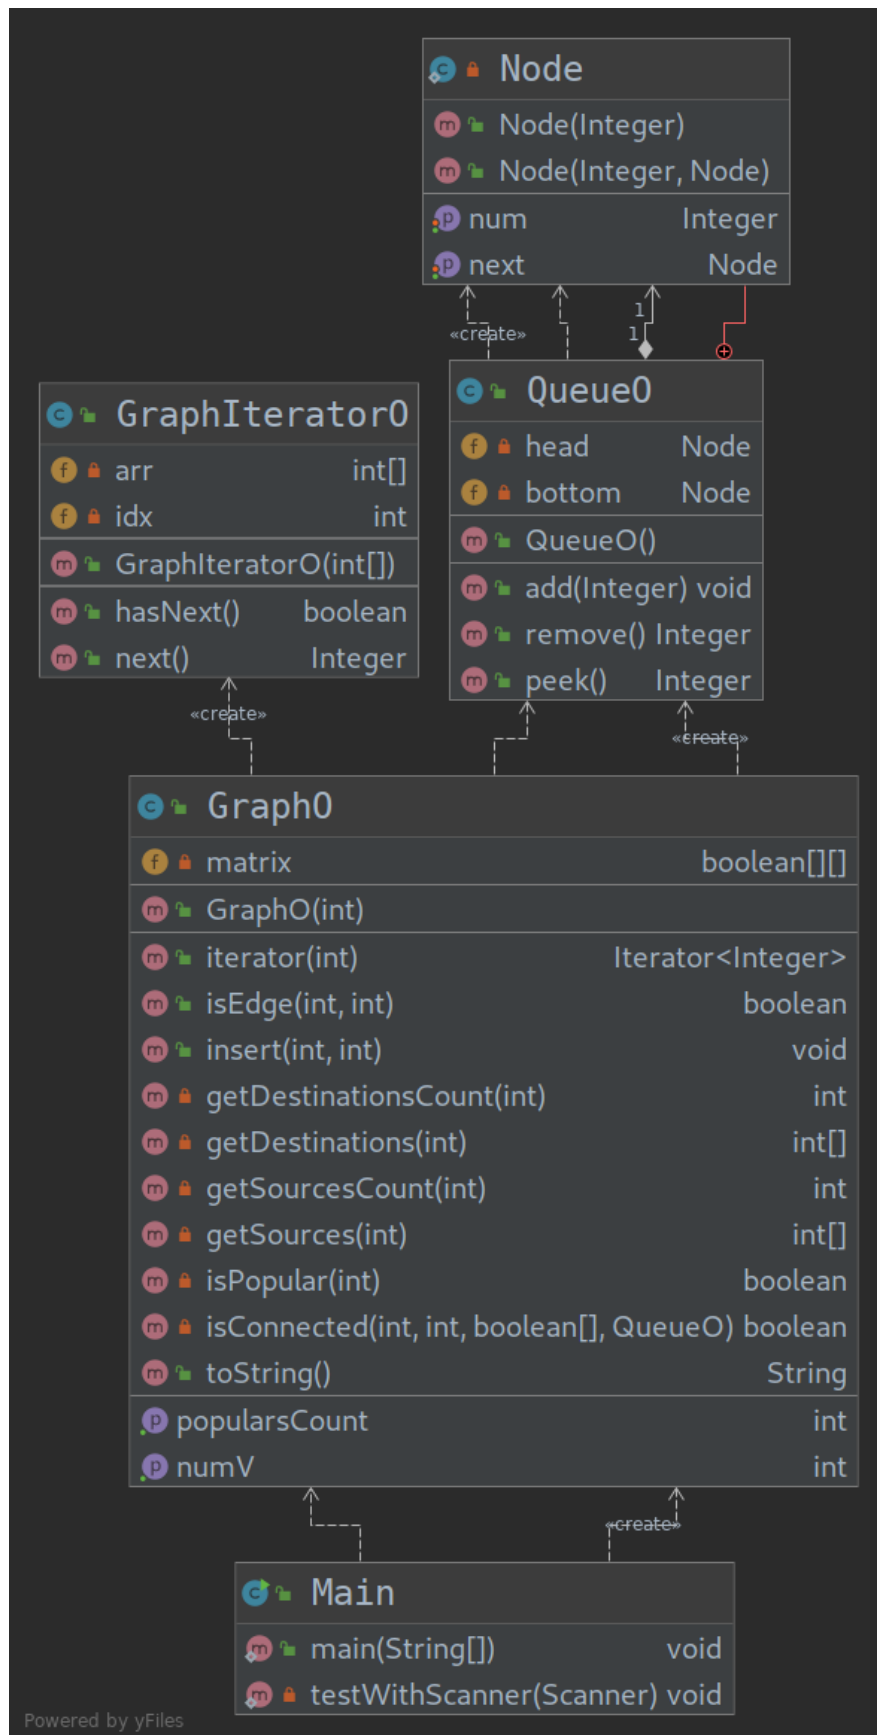 Node
Node(Integer)
Node(Integer, Node)
num Integer
next Node
1
«create» 1
GraphIteratorO
arr int[]
idx int
GraphIteratorO(int[])
hasNext() boolean
next() Integer
QueueO
head Node
bottom Node
QueueO()
add(Integer) void
remove() Integer
peek() Integer
«create»
«create»
GraphO
matrix boolean[][]
GraphO(int)
iterator(int) Iterator<Integer>
isEdge(int, int) boolean
insert(int, int) void
getDestinationsCount(int) int
getDestinations(int) int[]
getSourcesCount(int) int
getSources(int) int[]
isPopular(int) boolean
isConnected(int, int, boolean[], QueueO) boolean
toString() String
popularsCount int
numV int
«create»
Main
main(String[]) void
testWithScanner(Scanner) void
Powered by yFiles